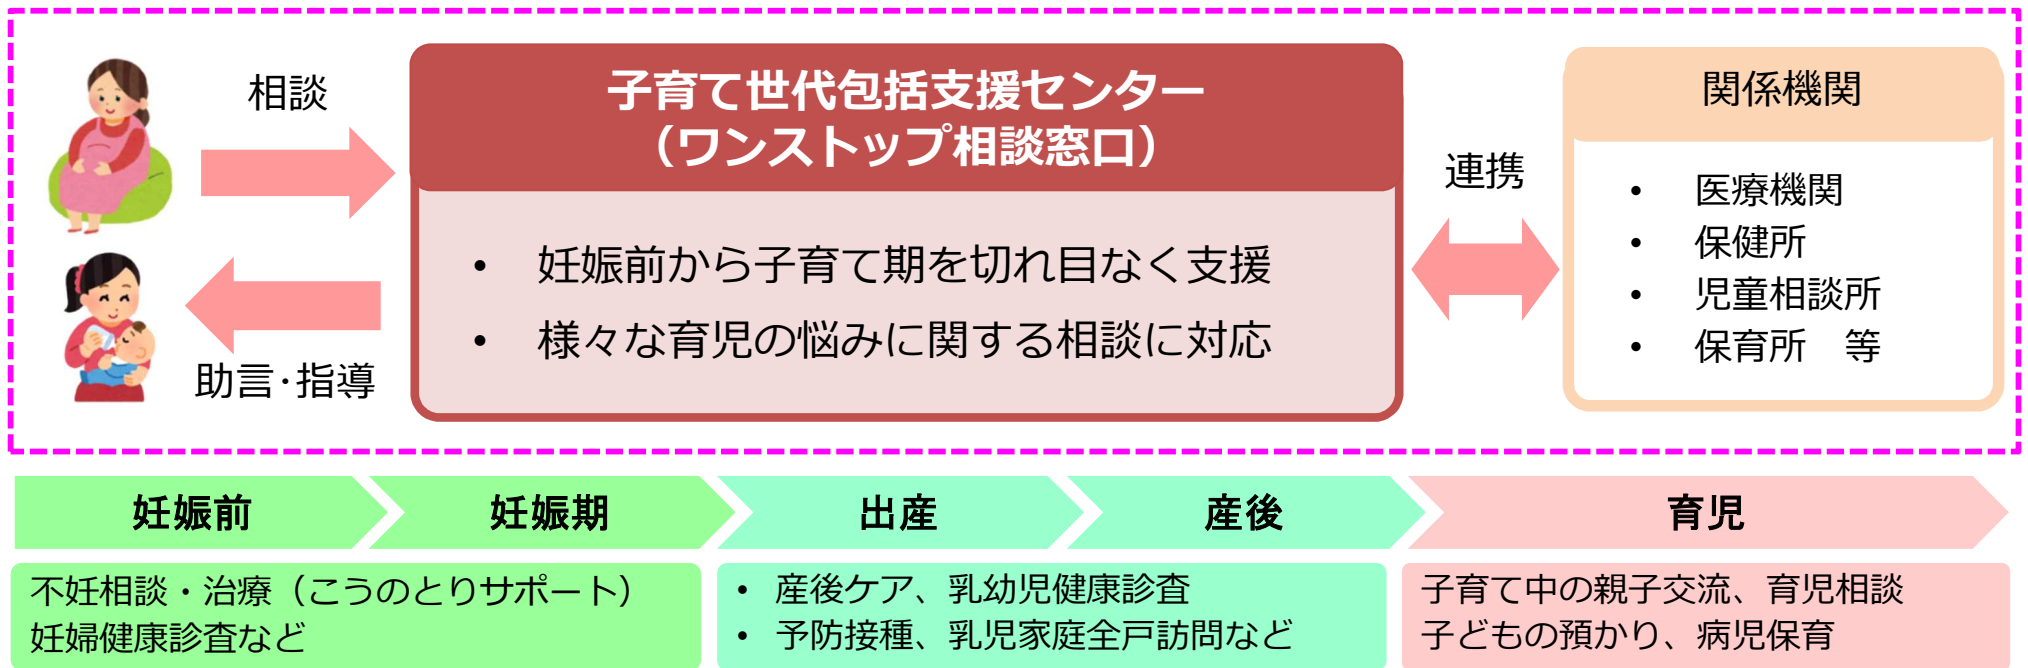 相談
助言･指導
子育て世代包括支援センター
（ワンストップ相談窓口）
• 妊娠前から子育て期を切れ目なく支援
• 様々な育児の悩みに関する相談に対応
連携
関係機関
• 医療機関
• 保健所
• 児童相談所
• 保育所　等
妊娠前
妊娠期
出産
産後
育児
不妊相談・治療（こうのとりサポート）
妊婦健康診査など
• 産後ケア、乳幼児健康診査
• 予防接種、乳児家庭全戸訪問など
子育て中の親子交流、育児相談
子どもの預かり、病児保育